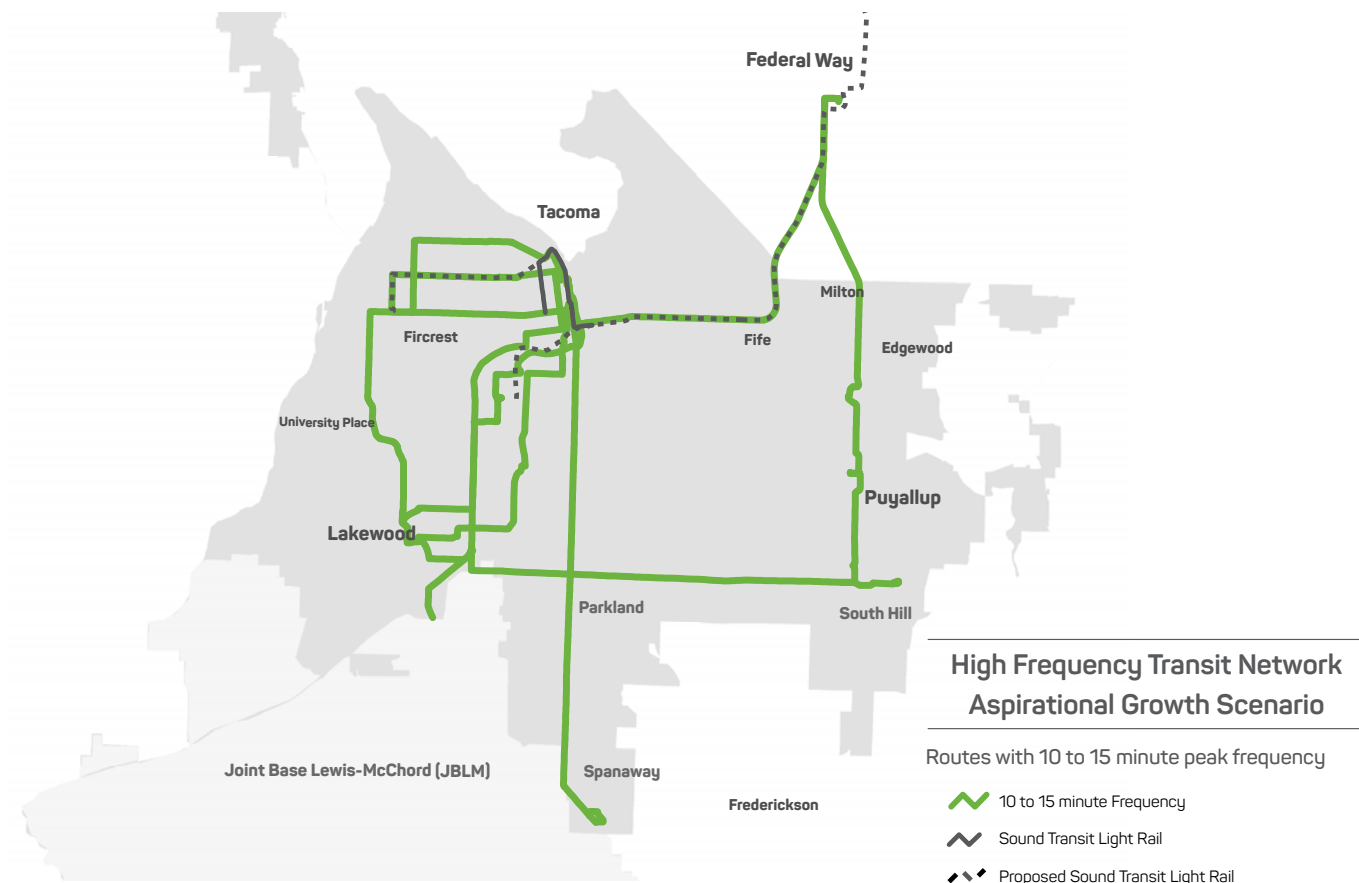 Federal Way
Tacoma
Milton
Fircrest
Fife
Edgewood
University Place
Puyallup
Lakewood
Parkland
South Hill
High Frequency Transit Network
Aspirational Growth Scenario
Routes with 10 to 15 minute peak frequency
Joint Base Lewis-McChord (JBLM)
Spanaway
Frederickson
10 to 15 minute Frequency
Sound Transit Light Rail
Proposed Sound Transit Light Rail